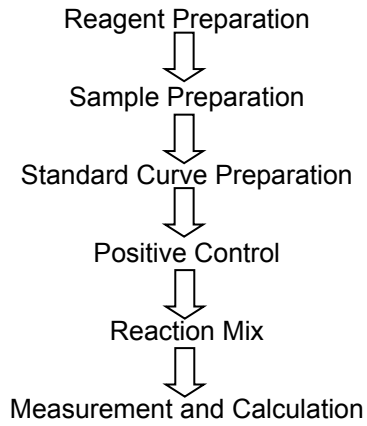 Reagent Preparation
Sample Preparation
Standard Curve Preparation
Positive Control
Reaction Mix
Measurement and Calculation